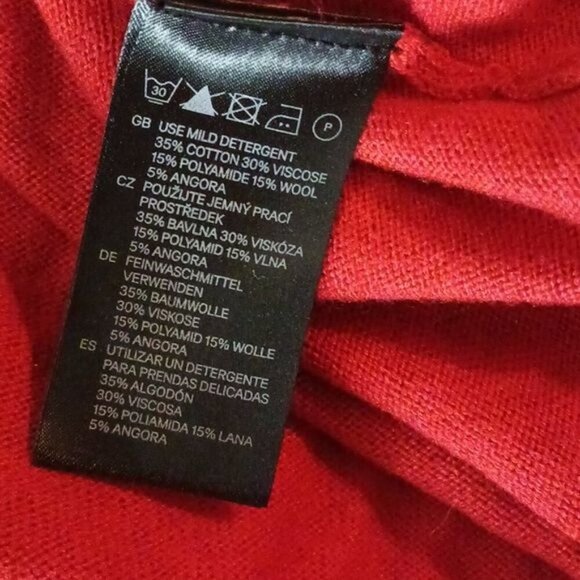 30
P
GB USE MILD DETERGENT
35% COTTON 30% VISCOSE
15% POLYAMIDE 15% WOOL
5% ANGORA
CZ POUŽIJTE JEMNÝ PRACÍ
PROSTŘEDEK
35% BAVLNA 30% VISKÓZA
15% POLYAMID 15% VLNA
5% ANGORA
DE FEINWASCHMITTEL
VERWENDEN
35% BAUMWOLLE
30% VISKOSE
15% POLYAMID 15% WOLLE
5% ANGORA
ES UTILIZAR UN DETERGENTE
PARA PRENDAS DELICADAS
35% ALGODÓN
30% VISCOSA
15% POLIAMIDA 15% LANA
5% ANGORA